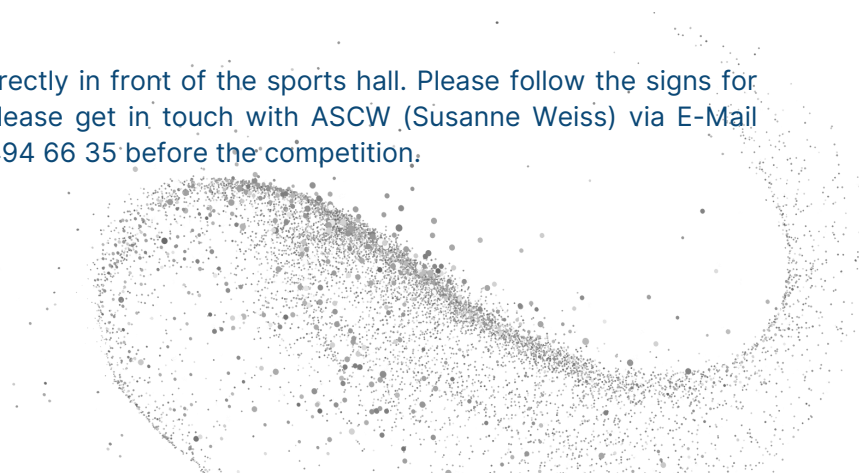 rectly in front of the sports hall. Please follow the signs for
lease get in touch with ASCW (Susanne Weiss) via E-Mail
94 66 35 before the competition.